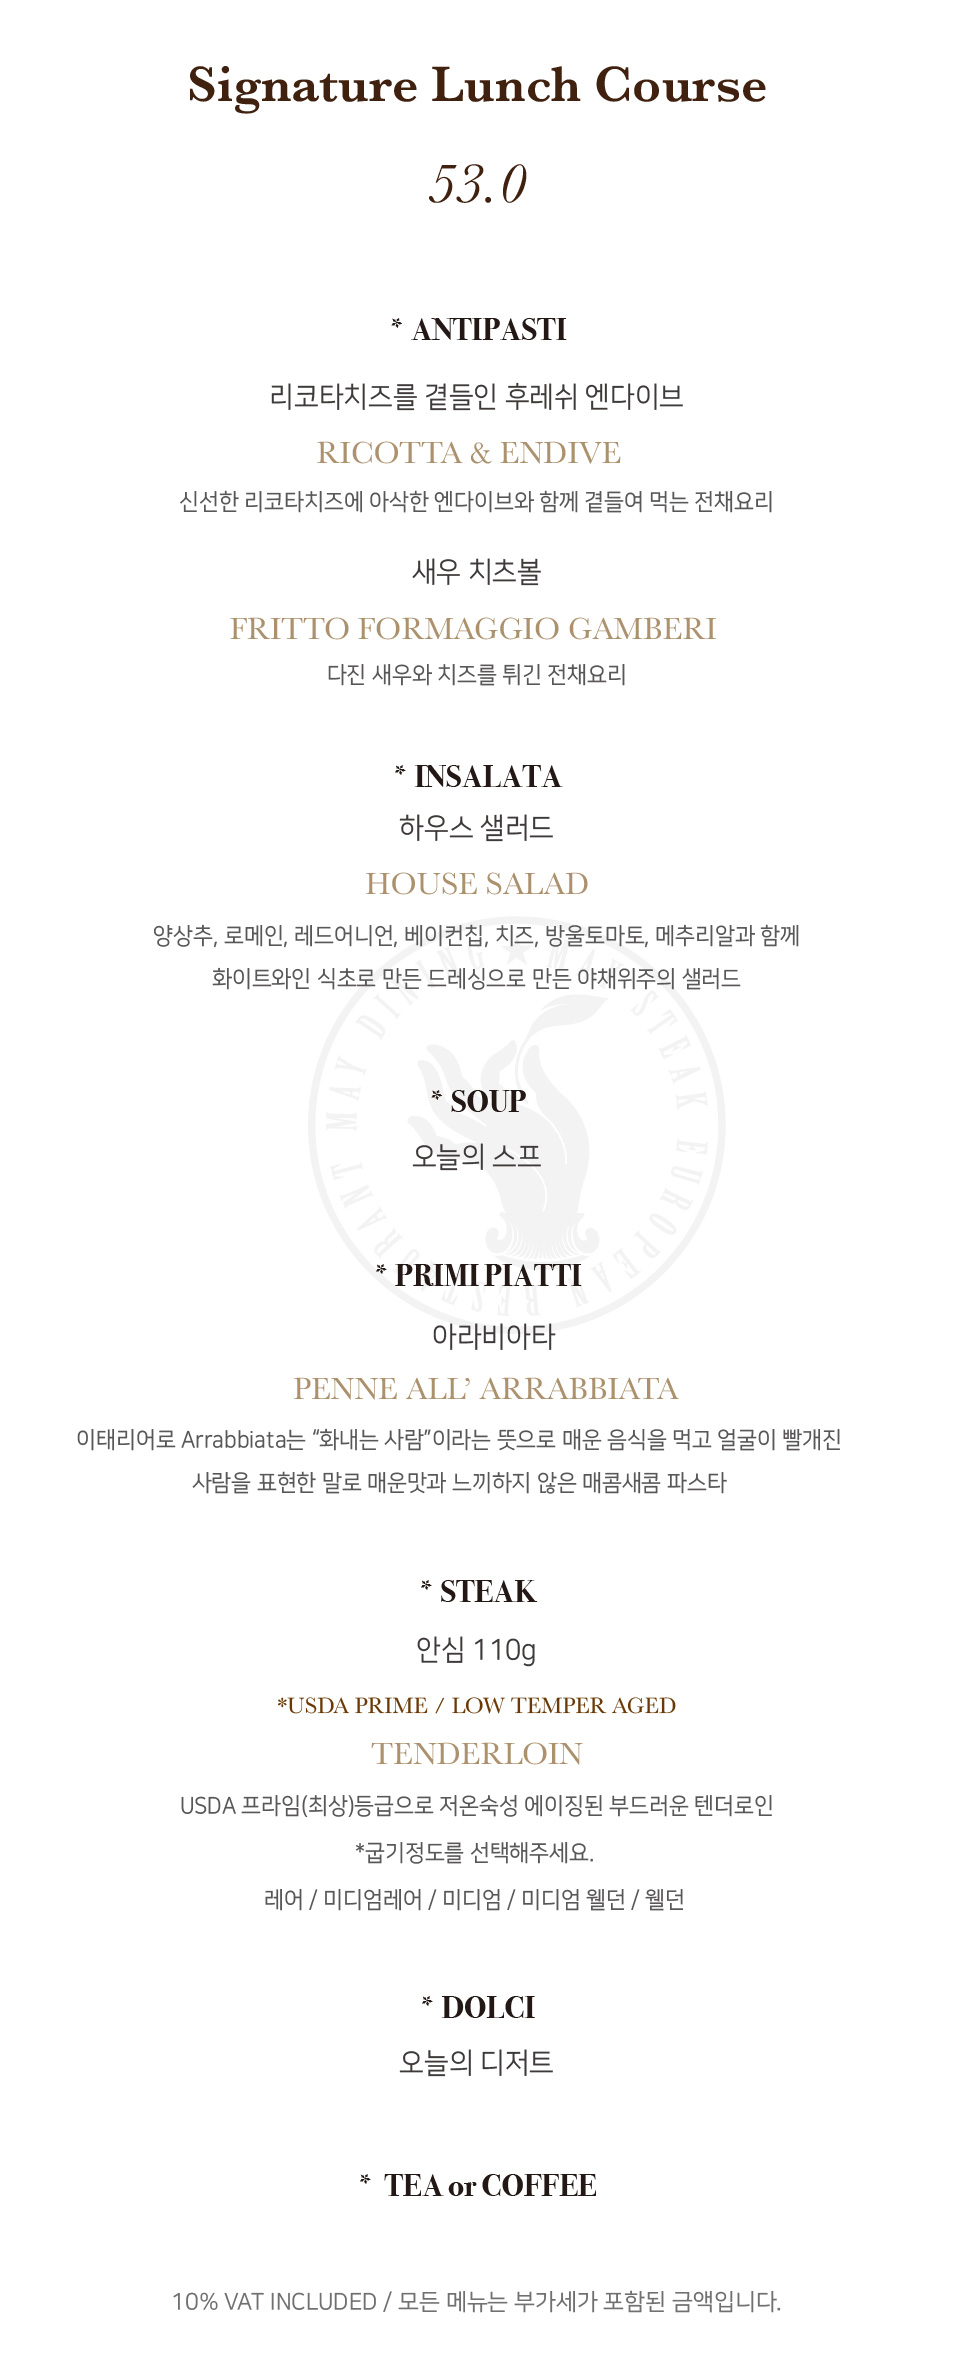 Signature Lunch Course
53.0
* ANTIPASTI
리코타치즈를 곁들인 후레쉬 엔다이브
RICOTTA & ENDIVE
신선한 리코타치즈에 아삭한 엔다이브와 함께 곁들여 먹는 전채요리
새우 치츠볼
FRITTO FORMAGGIO GAMBERI
다진 새우와 치즈를 튀긴 전채요리
* INSALATA
하우스 샐러드
HOUSE SALAD
양상추, 로메인, 레드어니언, 베이컨칩, 치즈, 방울토마토, 메추리알과 함께
화이트와인 식초로 만든 드레싱으로 만든 야채위주의 샐러드
MAY DINING ★ MAY STEAK EUROPEAN RESTAURANT
* SOUP
오늘의 스프
* PRIMI PIATTI
아라비아타
PENNE ALL’ ARRABBIATA
이태리어로 Arrabbiata는 “화내는 사람”이라는 뜻으로 매운 음식을 먹고 얼굴이 빨개진
사람을 표현한 말로 매운맛과 느끼하지 않은 매콤새콤 파스타
* STEAK
안심 110g
*USDA PRIME / LOW TEMPER AGED
TENDERLOIN
USDA 프라임(최상)등급으로 저온숙성 에이징된 부드러운 텐더로인
*굽기정도를 선택해주세요.
레어 / 미디엄레어 / 미디엄 / 미디엄 웰던 / 웰던
* DOLCI
오늘의 디저트
* TEA or COFFEE
10% VAT INCLUDED / 모든 메뉴는 부가세가 포함된 금액입니다.